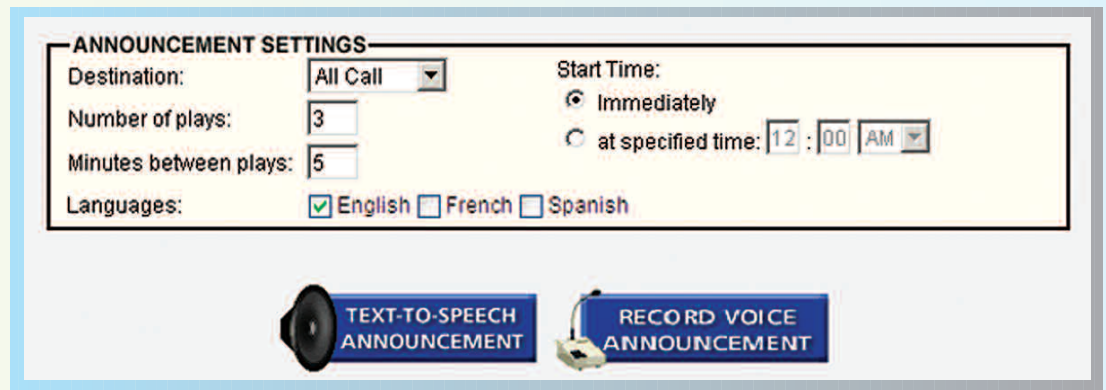 ANNOUNCEMENT SETTINGS
Destination: All Call
Number of plays: 3
Minutes between plays: 5
Languages: English French Spanish
Start Time:
Immediately
at specified time: 12 : 00 AM
TEXT-TO-SPEECH
ANNOUNCEMENT
RECORD VOICE
ANNOUNCEMENT